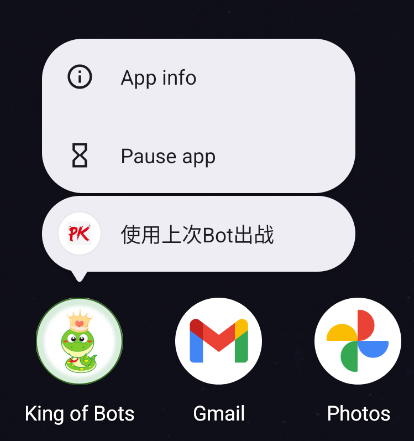 App info
Pause app
PK
使用上次Bot出战
King of Bots
Gmail
Photos